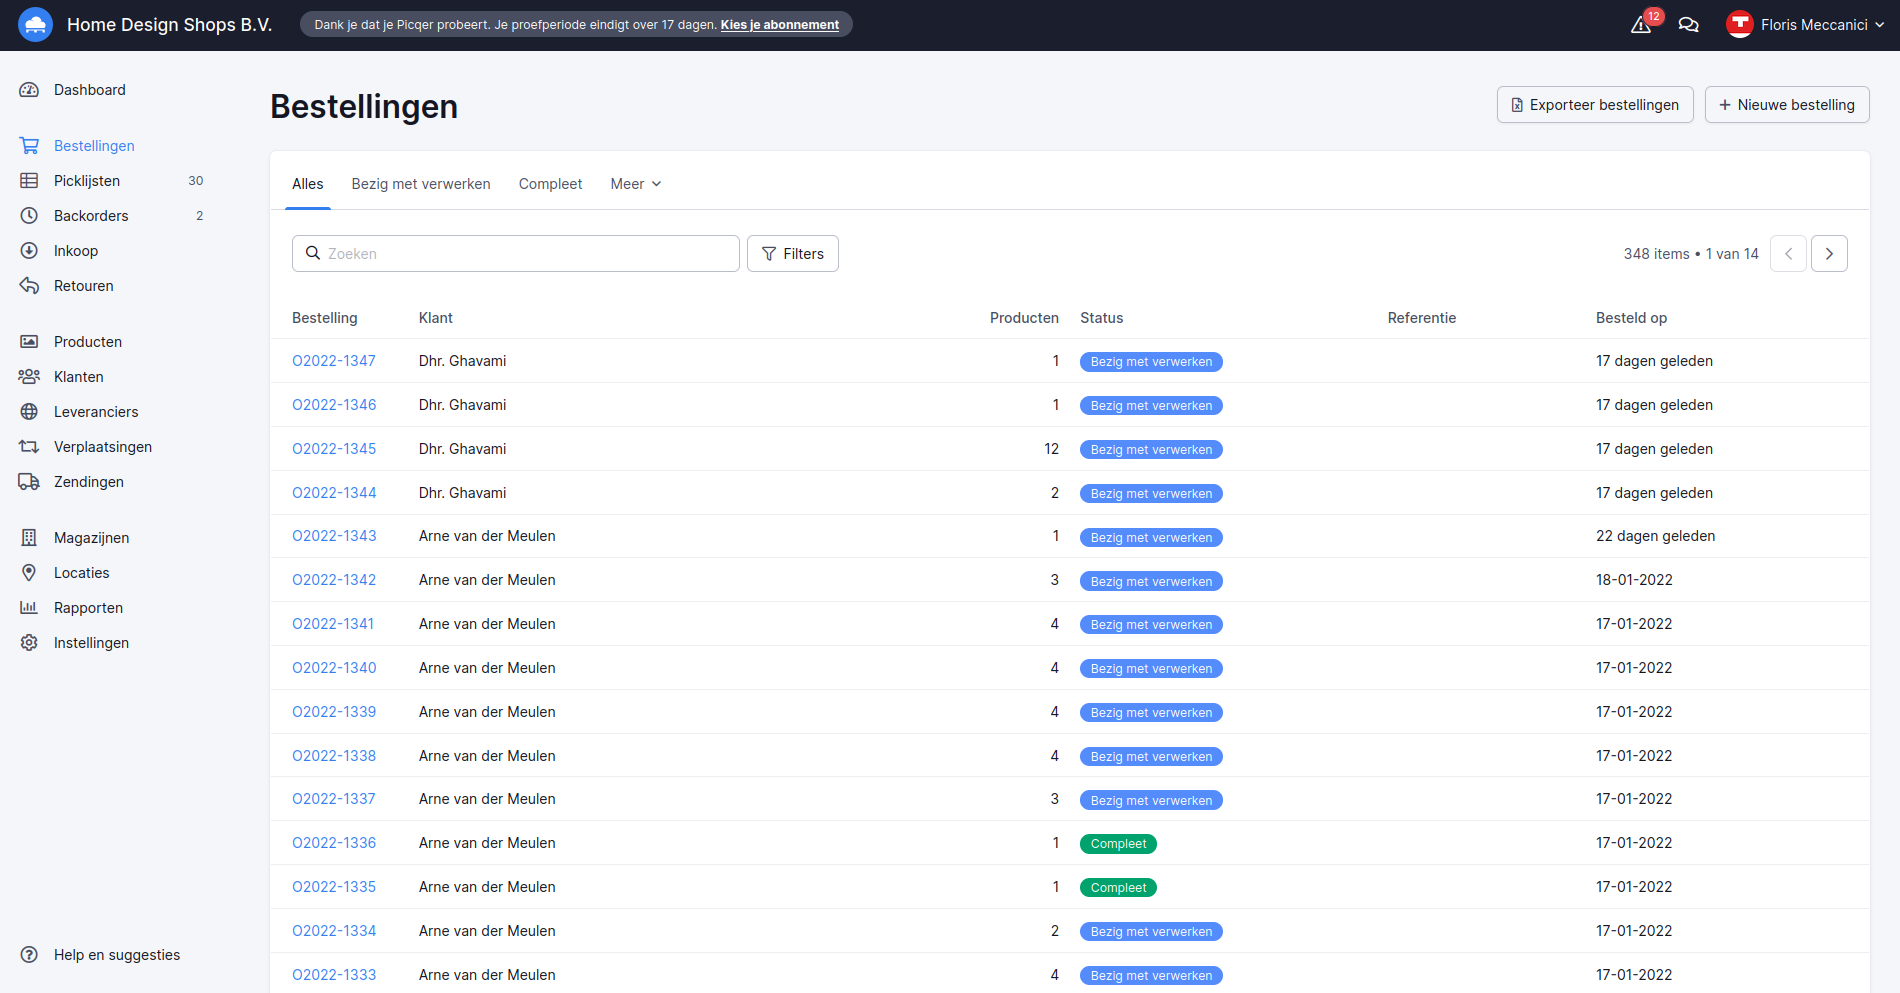 Home Design Shops B.V.
Dank je dat je Picqer probeert. Je proefperiode eindigt over 17 dagen. Kies je abonnement
12
Floris Meccanici
Dashboard
Bestellingen
Picklijsten 30
Backorders 2
Inkoop
Retouren
Producten
Klanten
Leveranciers
Verplaatsingen
Zendingen
Magazijnen
Locaties
Rapporten
Instellingen
Help en suggesties
Bestellingen
Exporteer bestellingen
+ Nieuwe bestelling
Alles Bezig met verwerken Compleet Meer
Zoeken
Filters
348 items • 1 van 14
Bestelling Klant Producten Status Referentie Besteld op
O2022-1347 Dhr. Ghavami 1 Bezig met verwerken 17 dagen geleden
O2022-1346 Dhr. Ghavami 1 Bezig met verwerken 17 dagen geleden
O2022-1345 Dhr. Ghavami 12 Bezig met verwerken 17 dagen geleden
O2022-1344 Dhr. Ghavami 2 Bezig met verwerken 17 dagen geleden
O2022-1343 Arne van der Meulen 1 Bezig met verwerken 22 dagen geleden
O2022-1342 Arne van der Meulen 3 Bezig met verwerken 18-01-2022
O2022-1341 Arne van der Meulen 4 Bezig met verwerken 17-01-2022
O2022-1340 Arne van der Meulen 4 Bezig met verwerken 17-01-2022
O2022-1339 Arne van der Meulen 4 Bezig met verwerken 17-01-2022
O2022-1338 Arne van der Meulen 4 Bezig met verwerken 17-01-2022
O2022-1337 Arne van der Meulen 3 Bezig met verwerken 17-01-2022
O2022-1336 Arne van der Meulen 1 Compleet 17-01-2022
O2022-1335 Arne van der Meulen 1 Compleet 17-01-2022
O2022-1334 Arne van der Meulen 2 Bezig met verwerken 17-01-2022
O2022-1333 Arne van der Meulen 4 Bezig met verwerken 17-01-2022